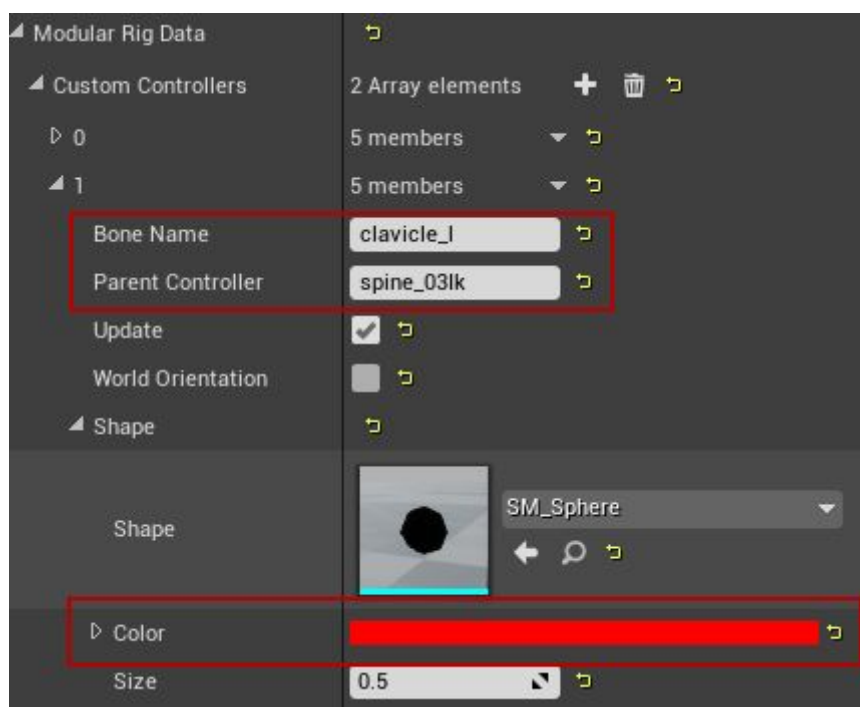 Modular Rig Data
Custom Controllers 2 Array elements
0 5 members
1 5 members
Bone Name clavicle_l
Parent Controller spine_03lk
Update
World Orientation
Shape
Shape SM_Sphere
Color
Size 0.5